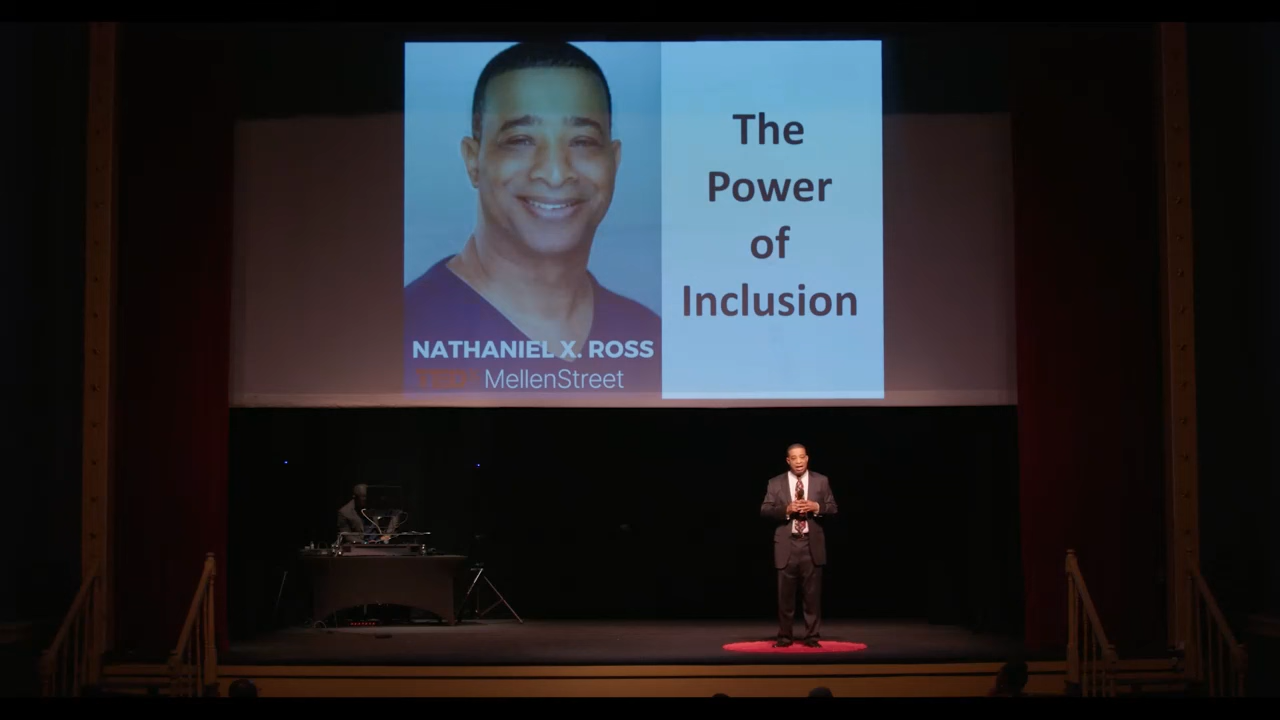 The
Power
of
Inclusion
NATHANIEL X. ROSS
TEDx MellenStreet